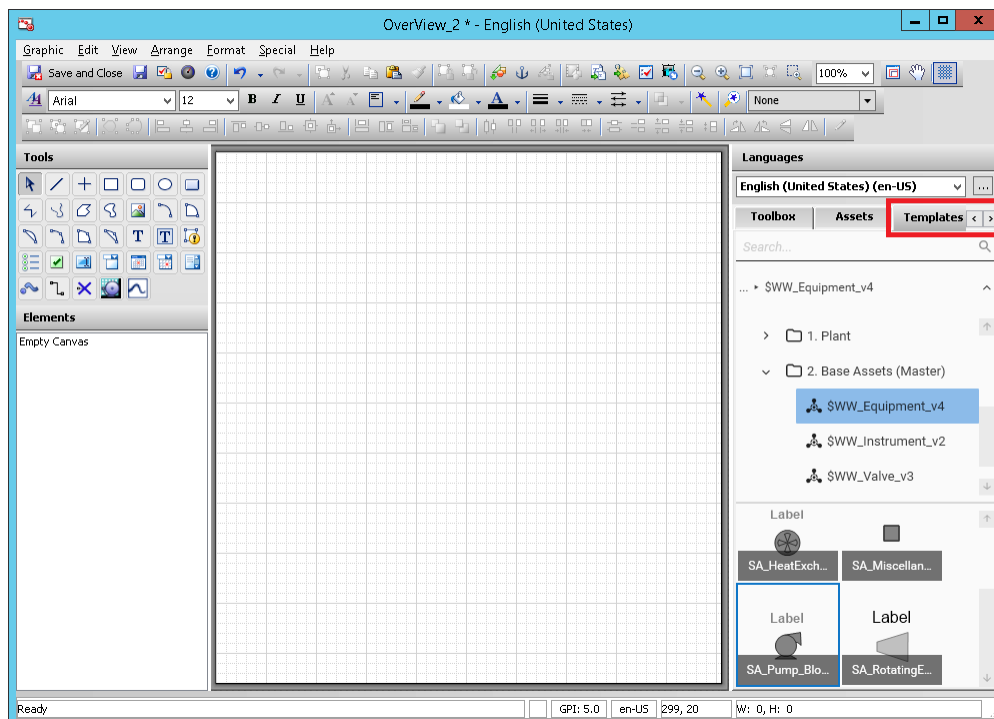 OverView_2 * - English (United States)
Graphic Edit View Arrange Format Special Help
Save and Close 100%
Arial 12 B I U A A A None
Tools
T T
Elements
Empty Canvas
Languages
English (United States) (en-US) ...
Toolbox Assets Templates < >
Search...
... ▸ $WW_Equipment_v4
1. Plant
2. Base Assets (Master)
$WW_Equipment_v4
$WW_Instrument_v2
$WW_Valve_v3
Label
SA_HeatExch... SA_Miscellan...
Label Label
SA_Pump_Blo... SA_RotatingE...
Ready GPI: 5.0 en-US 299, 20 W: 0, H: 0